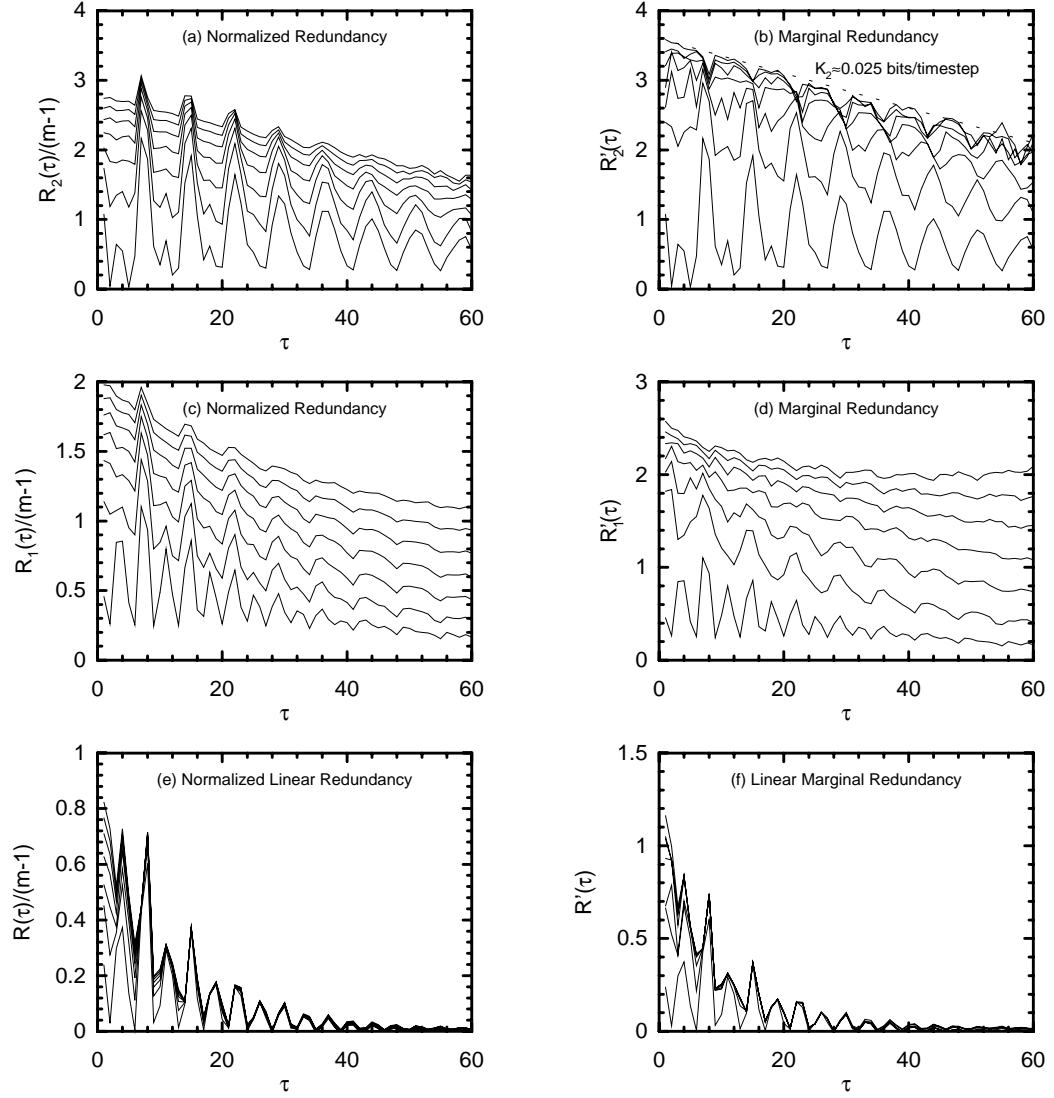 (a) Normalized Redundancy
R₂(τ)/(m-1)
4
3
2
1
0
0 20 40 60
τ
(b) Marginal Redundancy
K₂≈0.025 bits/timestep
R'₂(τ)
4
3
2
1
0
0 20 40 60
τ
(c) Normalized Redundancy
R₁(τ)/(m-1)
2
1.5
1
0.5
0
0 20 40 60
τ
(d) Marginal Redundancy
R'₁(τ)
3
2
1
0
0 20 40 60
τ
(e) Normalized Linear Redundancy
R(τ)/(m-1)
1
0.8
0.6
0.4
0.2
0
0 20 40 60
τ
(f) Linear Marginal Redundancy
R'(τ)
1.5
1
0.5
0
0 20 40 60
τ